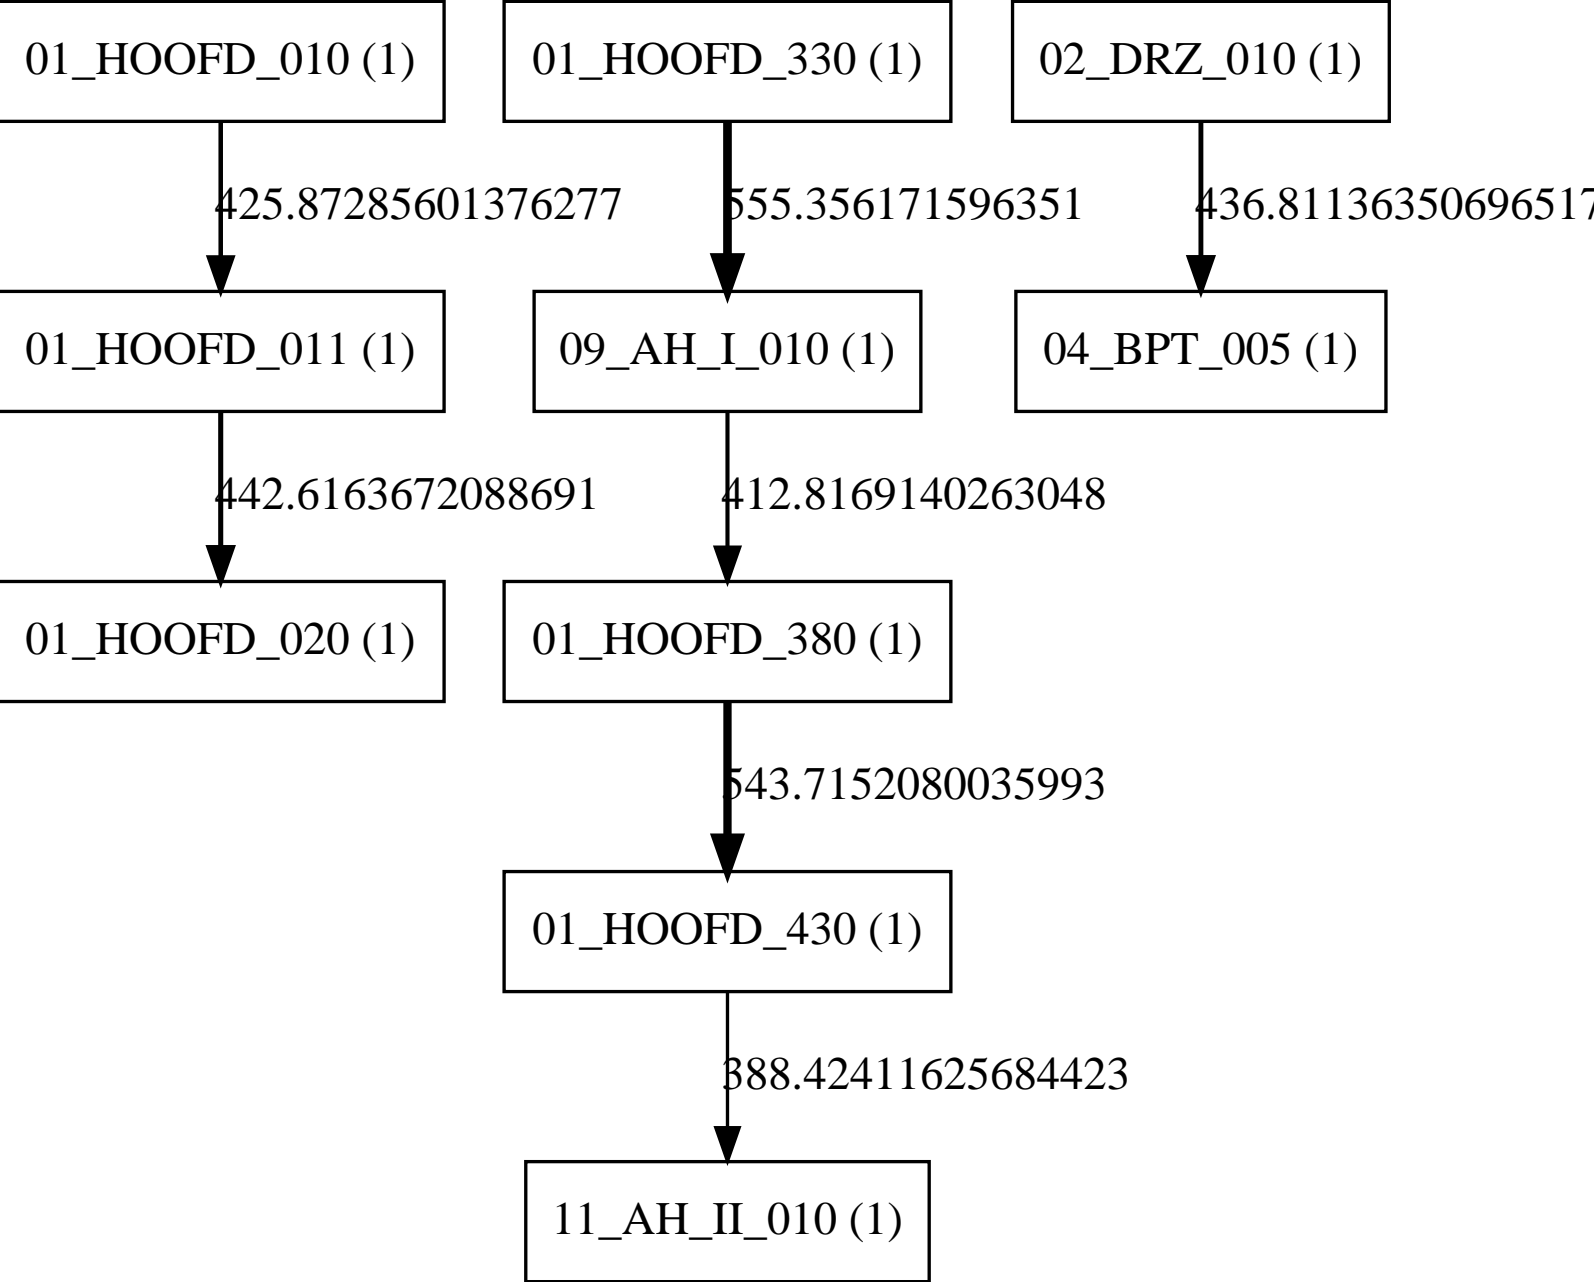 01_HOOFD_010 (1)
01_HOOFD_330 (1)
02_DRZ_010 (1)
425.87285601376277
555.356171596351
436.81136350696517
01_HOOFD_011 (1)
09_AH_I_010 (1)
04_BPT_005 (1)
442.6163672088691
412.8169140263048
01_HOOFD_020 (1)
01_HOOFD_380 (1)
543.7152080035993
01_HOOFD_430 (1)
388.42411625684423
11_AH_II_010 (1)